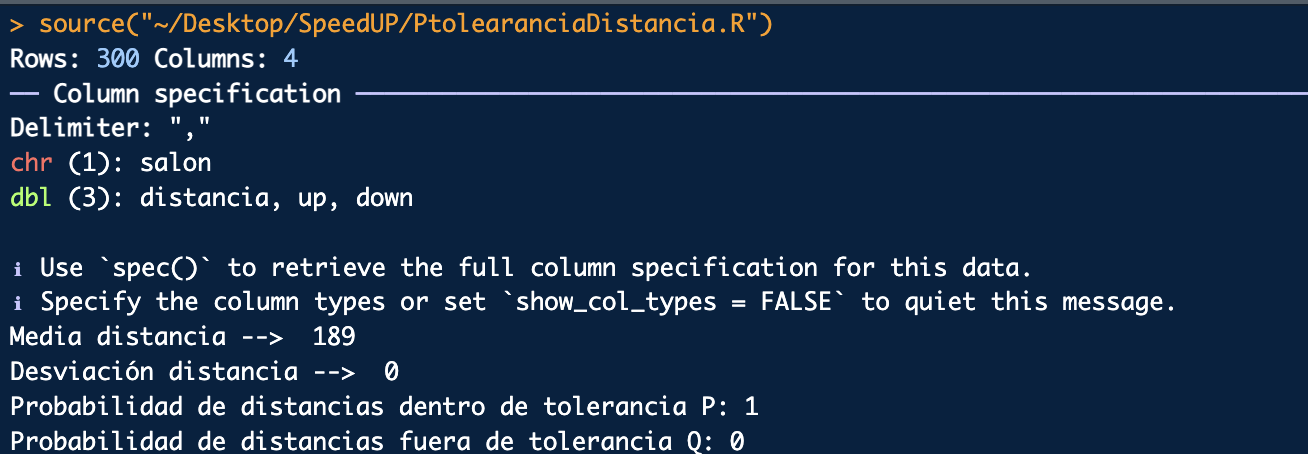 > source("~/Desktop/SpeedUP/PtolearanciaDistancia.R")
Rows: 300 Columns: 4
── Column specification ──────────────────────────────
Delimiter: ","
chr (1): salon
dbl (3): distancia, up, down
ℹ Use `spec()` to retrieve the full column specification for this data.
ℹ Specify the column types or set `show_col_types = FALSE` to quiet this message.
Media distancia -->  189
Desviación distancia -->  0
Probabilidad de distancias dentro de tolerancia P: 1
Probabilidad de distancias fuera de tolerancia Q: 0